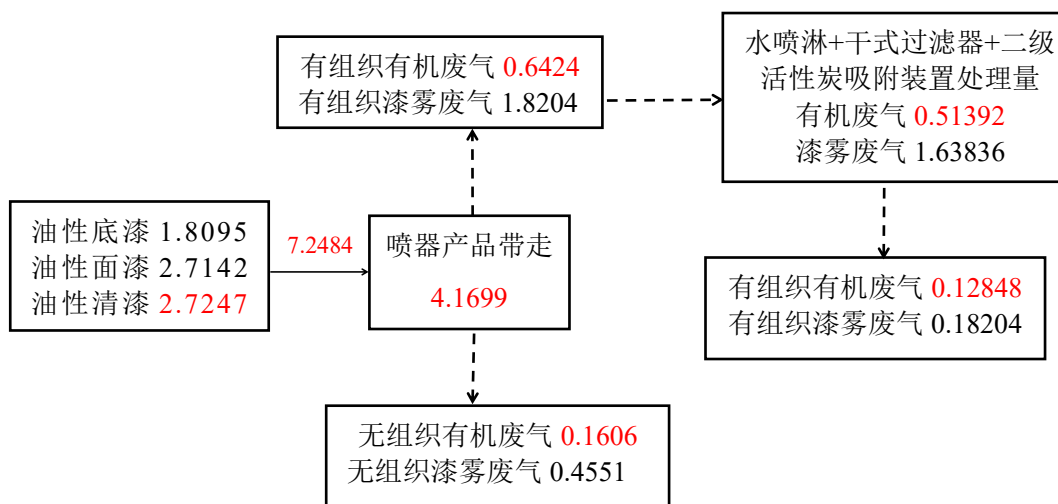 有组织有机废气 0.6424
有组织漆雾废气 1.8204
水喷淋+干式过滤器+二级
活性炭吸附装置处理量
有机废气 0.51392
漆雾废气 1.63836
油性底漆 1.8095
油性面漆 2.7142
油性清漆 2.7247
7.2484
喷器产品带走
4.1699
有组织有机废气 0.12848
有组织漆雾废气 0.18204
无组织有机废气 0.1606
无组织漆雾废气 0.4551